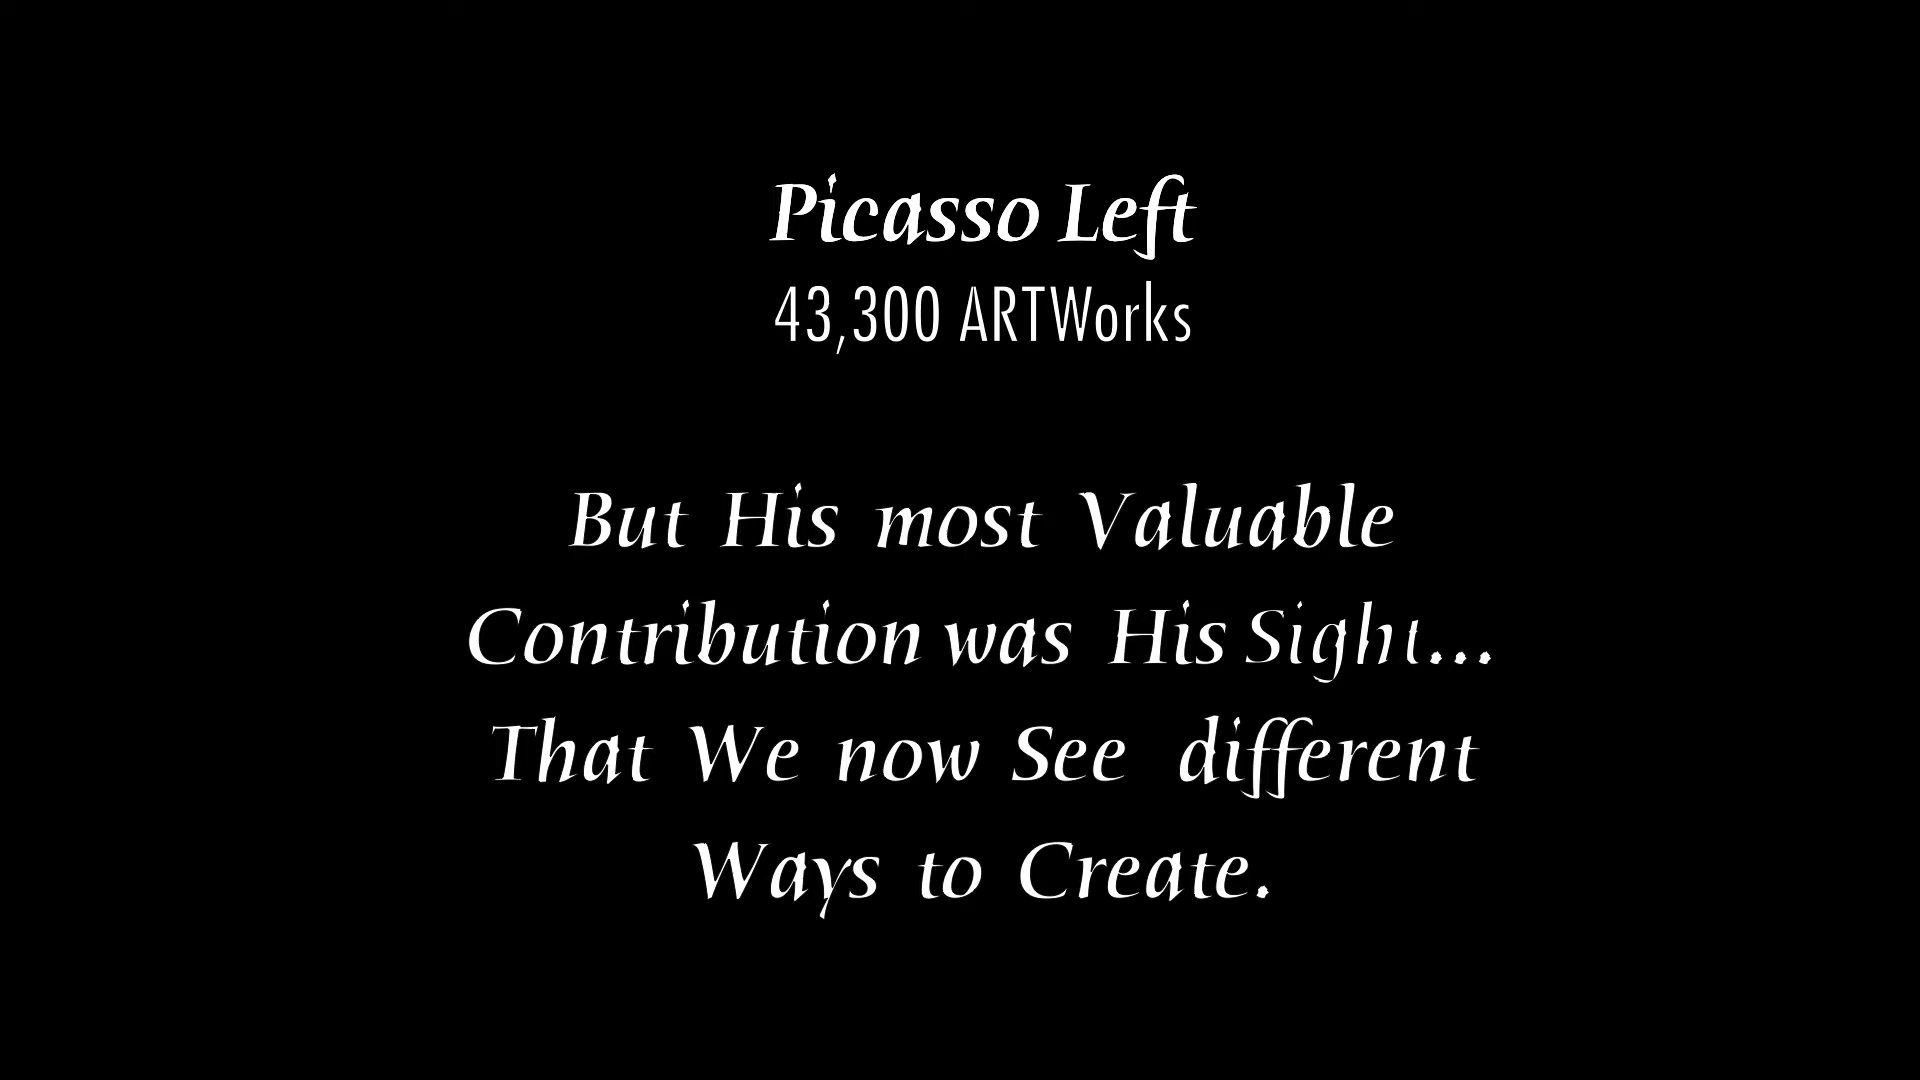 Picasso Left
43,300 ARTWorks
But His most Valuable
Contribution was His Sight...
That We now See different
Ways to Create.